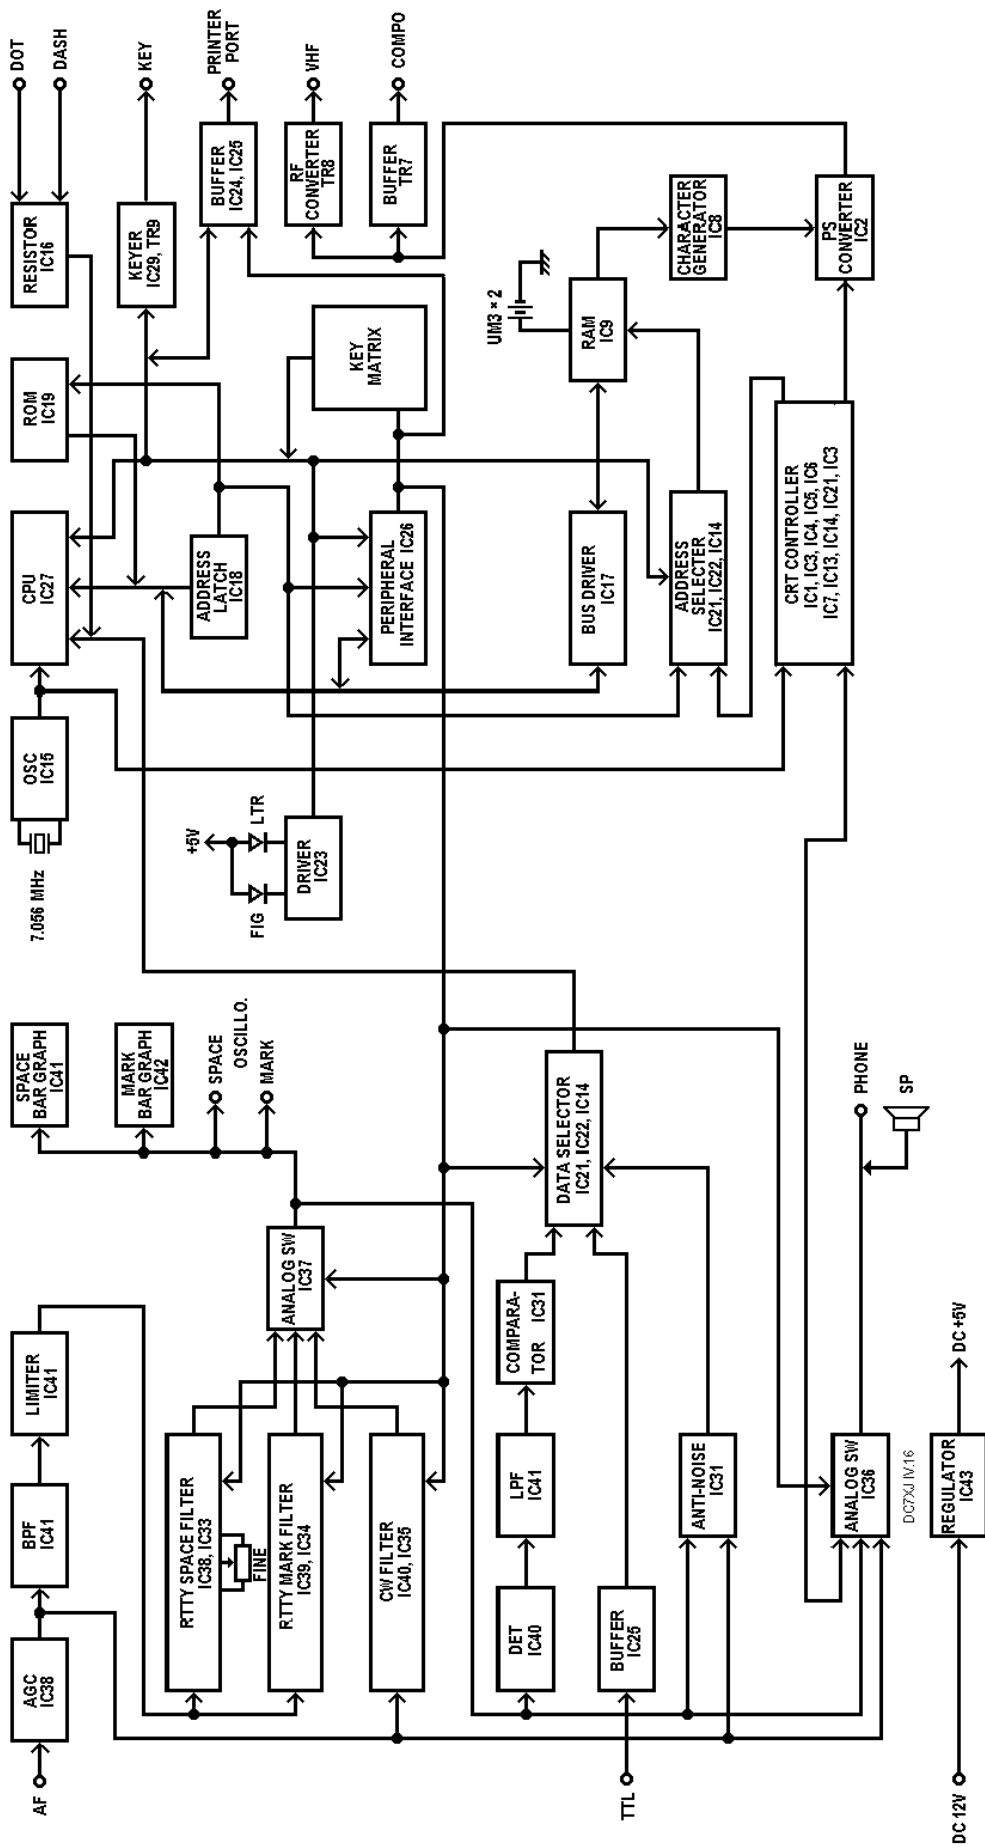 AF
AGC
IC38
BPF
IC41
LIMITER
IC41
SPACE
BAR GRAPH
IC41
7.056 MHz
OSC
IC15
CPU
IC27
ROM
IC19
RESISTOR
IC16
DOT
DASH
MARK
BAR GRAPH
IC42
KEYER
IC29, TR9
KEY
RTTY SPACE FILTER
IC38, IC33
FINE
SPACE
OSCILLO.
MARK
+5V
FIG
LTR
DRIVER
IC23
ADDRESS
LATCH
IC18
BUFFER
IC24, IC25
PRINTER
PORT
RTTY MARK FILTER
IC39, IC34
ANALOG SW
IC37
RF
CONVERTER
TR8
VHF
CW FILTER
IC40, IC35
PERIPHERAL
INTERFACE IC26
KEY
MATRIX
BUFFER
TR7
COMPO
DET
IC40
LPF
IC41
COMPARA-
TOR IC31
DATA SELECTOR
IC21, IC22, IC14
BUS DRIVER
IC17
UM3 × 2
RAM
IC9
TTL
BUFFER
IC25
ANTI-NOISE
IC31
ADDRESS
SELECTER
IC21, IC22, IC14
CHARACTER
GENERATOR
IC8
CRT CONTROLLER
IC1, IC3, IC4, IC5, IC6
IC7, IC13, IC14, IC21, IC3
PS
CONVERTER
IC2
ANALOG SW
IC36
PHONE
SP
DC7XJ IV.16
DC 12V
REGULATOR
IC43
DC +5V